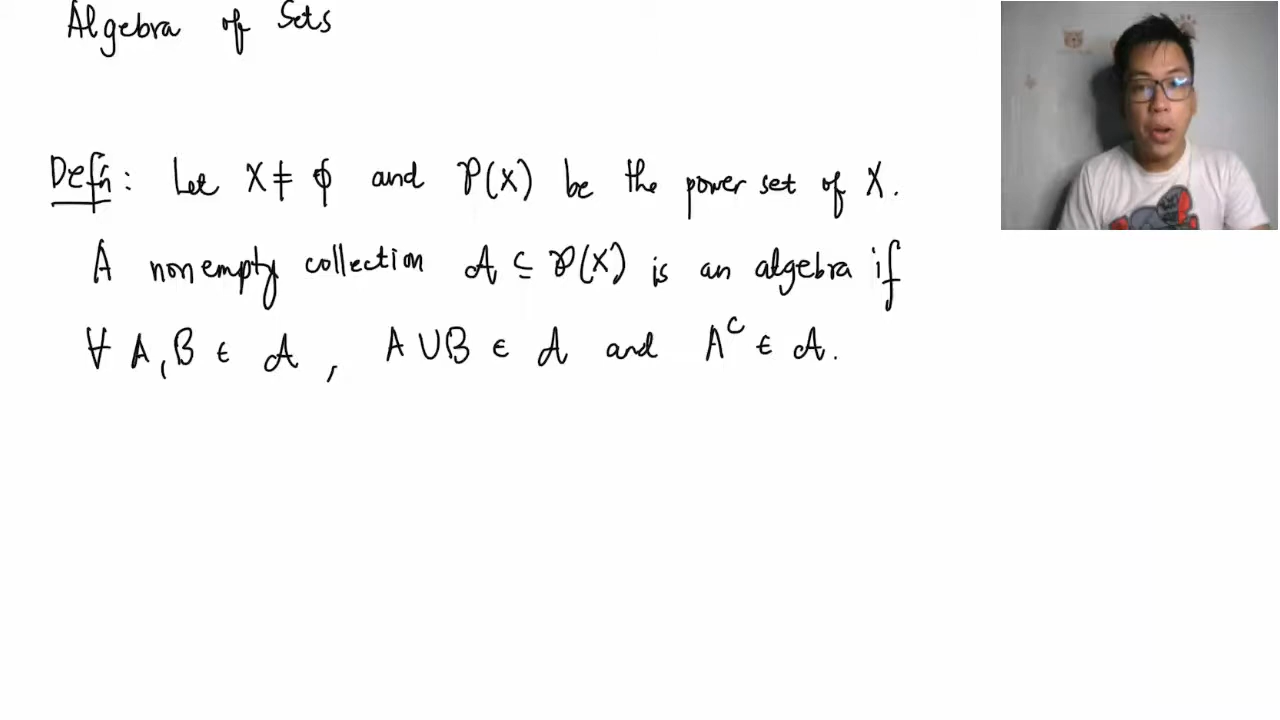 Algebra of Sets
Defn: Let X ≠ ϕ and 𝒫(X) be the power set of X.
A nonempty collection 𝒜 ⊆ 𝒫(X) is an algebra if
∀ A, B ∈ 𝒜, A ∪ B ∈ 𝒜 and Aᶜ ∈ 𝒜.